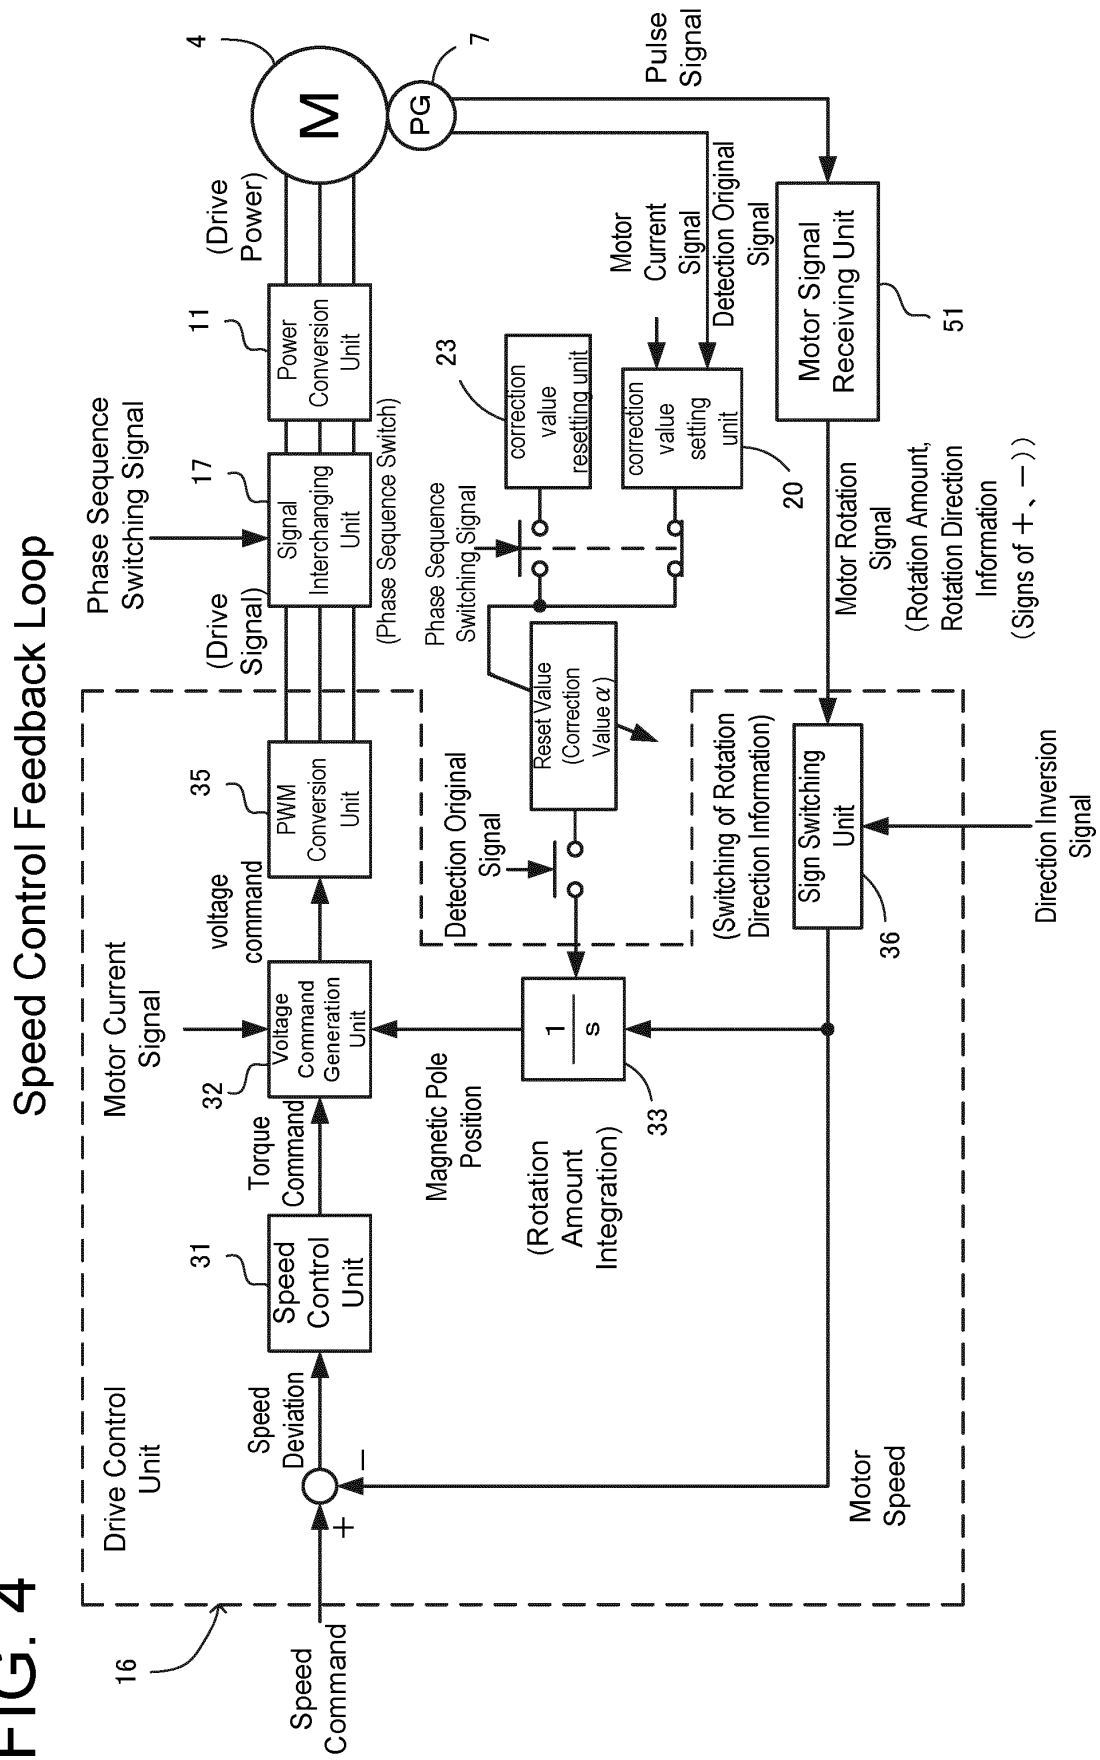 FIG. 4
Speed Control Feedback Loop
16
Drive Control
Unit
Speed
Command
+
−
Speed
Deviation
31
Speed
Control
Unit
Torque
Command
Motor Current
Signal
32
Voltage
Command
Generation
Unit
voltage
command
35
PWM
Conversion
Unit
(Drive
Signal)
Phase Sequence
Switching Signal
17
Signal
Interchanging
Unit
(Phase Sequence Switch)
11
Power
Conversion
Unit
(Drive
Power)
4
M
7
PG
Pulse
Signal
Magnetic Pole
Position
(Rotation
Amount
Integration)
1
s
33
Detection Original
Signal
Reset Value
(Correction
Value α)
Phase Sequence
Switching Signal
23
correction
value
resetting unit
correction
value
setting
unit
20
Motor
Current
Signal
Detection Original
Signal
Motor Signal
Receiving Unit
51
Motor Rotation
Signal
(Rotation Amount,
Rotation Direction
Information
(Signs of +、−))
(Switching of Rotation
Direction Information)
Sign Switching
Unit
36
Direction Inversion
Signal
Motor
Speed